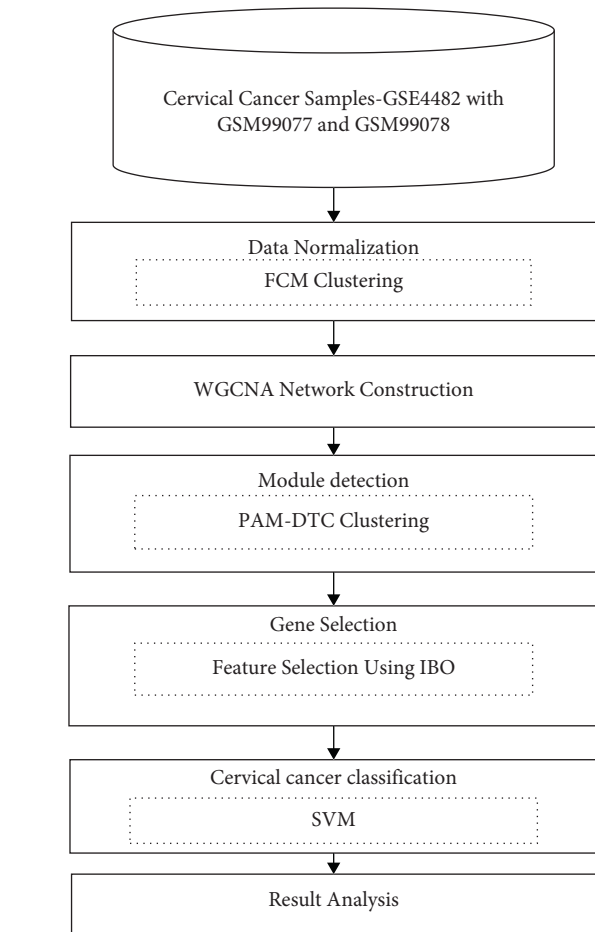 Cervical Cancer Samples-GSE4482 with
GSM99077 and GSM99078
Data Normalization
FCM Clustering
WGCNA Network Construction
Module detection
PAM-DTC Clustering
Gene Selection
Feature Selection Using IBO
Cervical cancer classification
SVM
Result Analysis